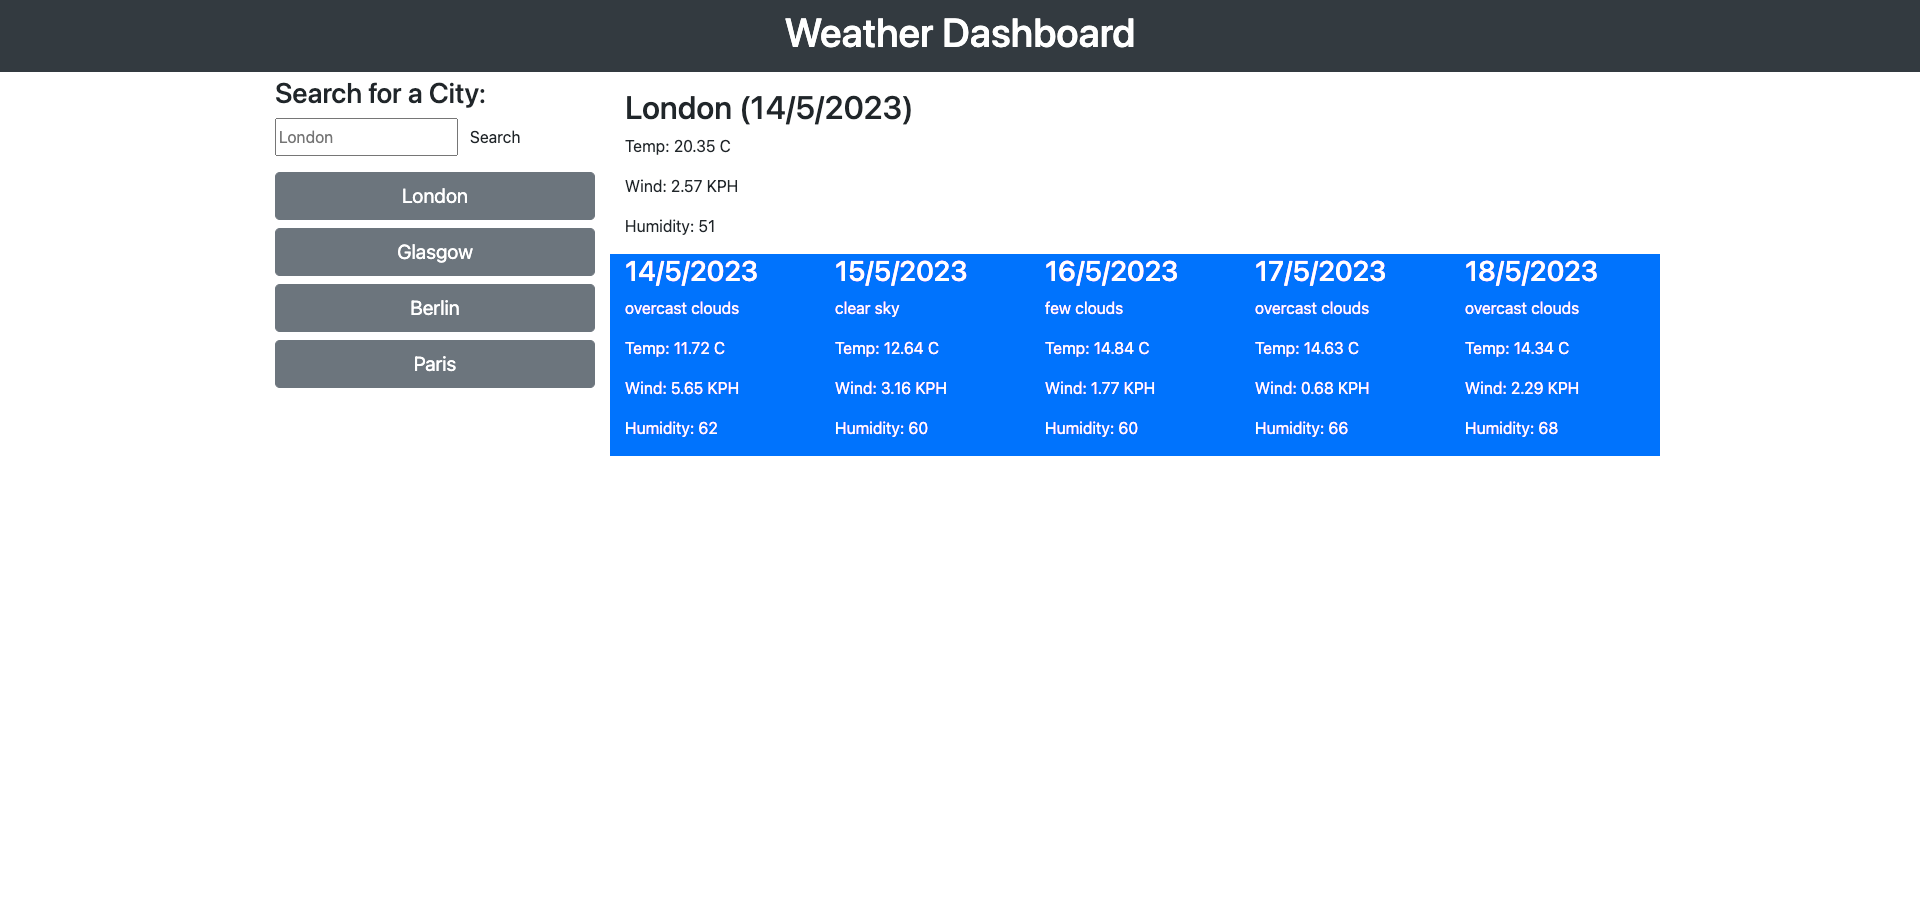 Weather Dashboard
Search for a City:
London
Search
London
Glasgow
Berlin
Paris
London (14/5/2023)
Temp: 20.35 C
Wind: 2.57 KPH
Humidity: 51
14/5/2023
overcast clouds
Temp: 11.72 C
Wind: 5.65 KPH
Humidity: 62
15/5/2023
clear sky
Temp: 12.64 C
Wind: 3.16 KPH
Humidity: 60
16/5/2023
few clouds
Temp: 14.84 C
Wind: 1.77 KPH
Humidity: 60
17/5/2023
overcast clouds
Temp: 14.63 C
Wind: 0.68 KPH
Humidity: 66
18/5/2023
overcast clouds
Temp: 14.34 C
Wind: 2.29 KPH
Humidity: 68